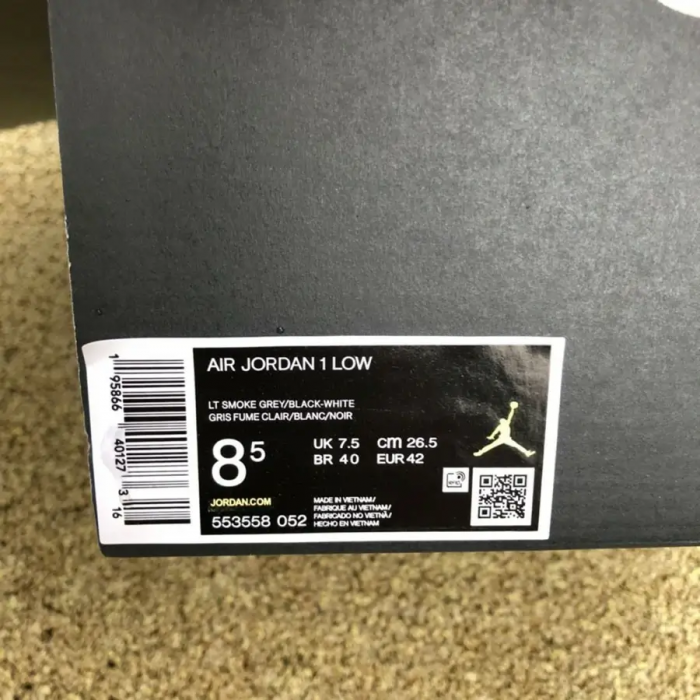 AIR JORDAN 1 LOW
LT SMOKE GREY/BLACK-WHITE
GRIS FUME CLAIR/BLANC/NOIR
8 5
UK 7.5 cm 26.5
BR 40 EUR 42
JORDAN.COM
553558 052
MADE IN VIETNAM/
FABRIQUE AU VIETNAM/
FABRICADO NO VIETNÃ/
HECHO EN VIETNAM
1 95866 40127 3 16